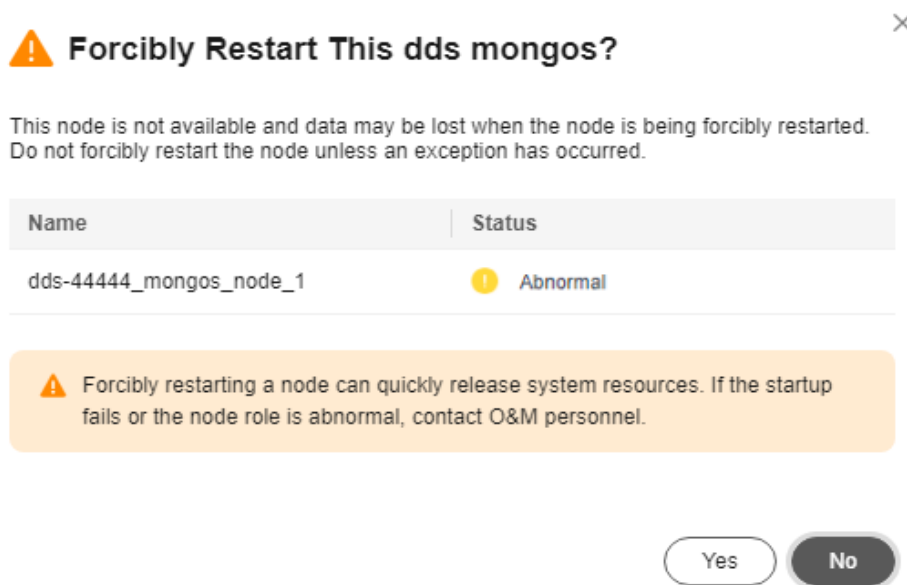 Forcibly Restart This dds mongos?
This node is not available and data may be lost when the node is being forcibly restarted.
Do not forcibly restart the node unless an exception has occurred.
Name Status
dds-44444_mongos_node_1 Abnormal
Forcibly restarting a node can quickly release system resources. If the startup
fails or the node role is abnormal, contact O&M personnel.
Yes No